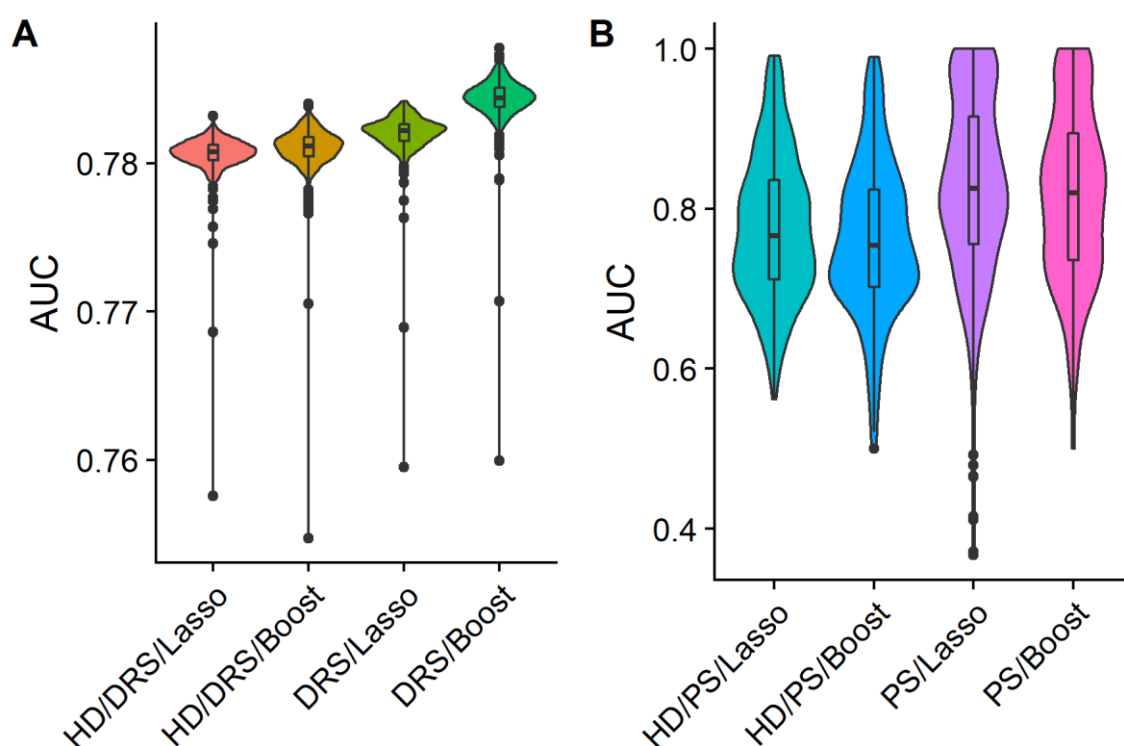 A
AUC
0.78
0.77
0.76
HD/DRS/Lasso
HD/DRS/Boost
DRS/Lasso
DRS/Boost
B
AUC
1.0
0.8
0.6
0.4
HD/PS/Lasso
HD/PS/Boost
PS/Lasso
PS/Boost